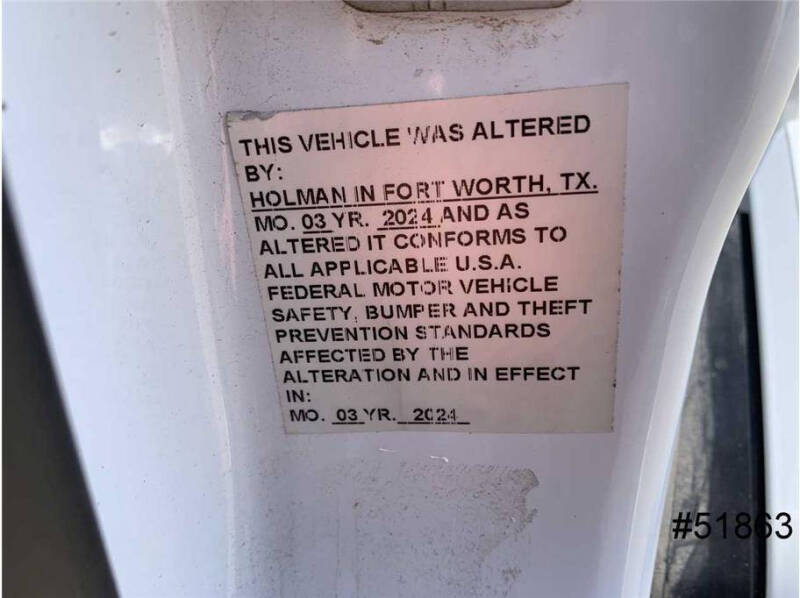 THIS VEHICLE WAS ALTERED
BY:
HOLMAN IN FORT WORTH, TX.
MO. 03 YR. 2024 AND AS
ALTERED IT CONFORMS TO
ALL APPLICABLE U.S.A.
FEDERAL MOTOR VEHICLE
SAFETY, BUMPER AND THEFT
PREVENTION STANDARDS
AFFECTED BY THE
ALTERATION AND IN EFFECT
IN:
MO. 03 YR. 2024
#51863